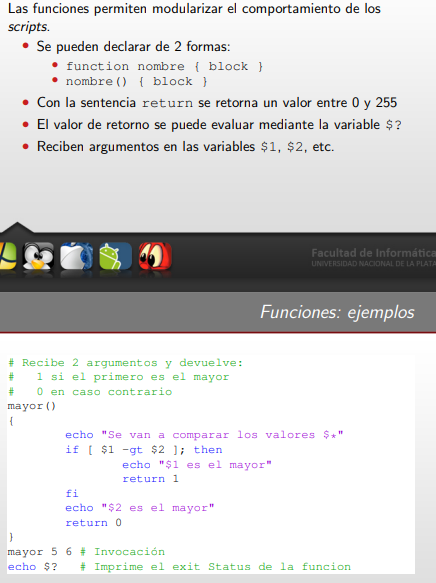 Las funciones permiten modularizar el comportamiento de los
scripts.
• Se pueden declarar de 2 formas:
• function nombre { block }
• nombre() { block }
• Con la sentencia return se retorna un valor entre 0 y 255
• El valor de retorno se puede evaluar mediante la variable $?
• Reciben argumentos en las variables $1, $2, etc.
Facultad de Informática
UNIVERSIDAD NACIONAL DE LA PLATA
Funciones: ejemplos
# Recibe 2 argumentos y devuelve:
#   1 si el primero es el mayor
#   0 en caso contrario
mayor()
{
        echo "Se van a comparar los valores $*"
        if [ $1 -gt $2 ]; then
                echo "$1 es el mayor"
                return 1
        fi
        echo "$2 es el mayor"
        return 0
}
mayor 5 6 # Invocación
echo $?   # Imprime el exit Status de la funcion